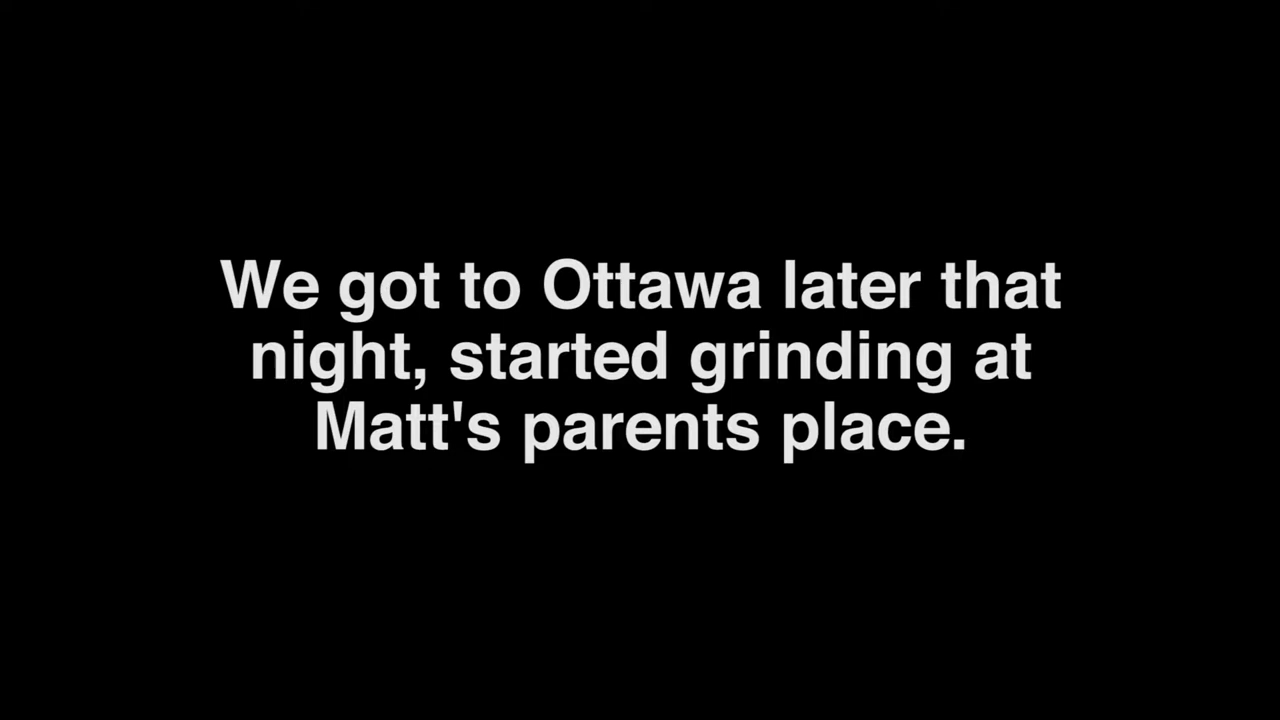 We got to Ottawa later that
night, started grinding at
Matt's parents place.